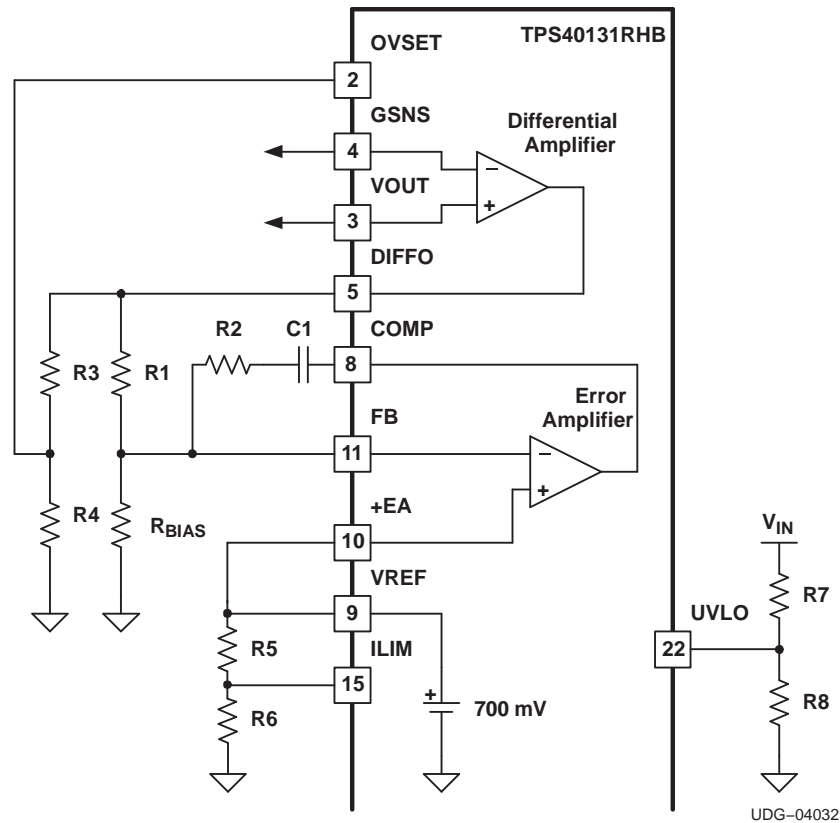 OVSET
TPS40131RHB
2
GSNS
Differential
Amplifier
4
−
VOUT
+
3
DIFFO
5
R2
C1
COMP
8
R3
R1
Error
Amplifier
FB
11
−
+EA
+
R4
RBIAS
10
VIN
VREF
R7
9
UVLO
R5
ILIM
22
15
+
700 mV
R6
R8
UDG–04032